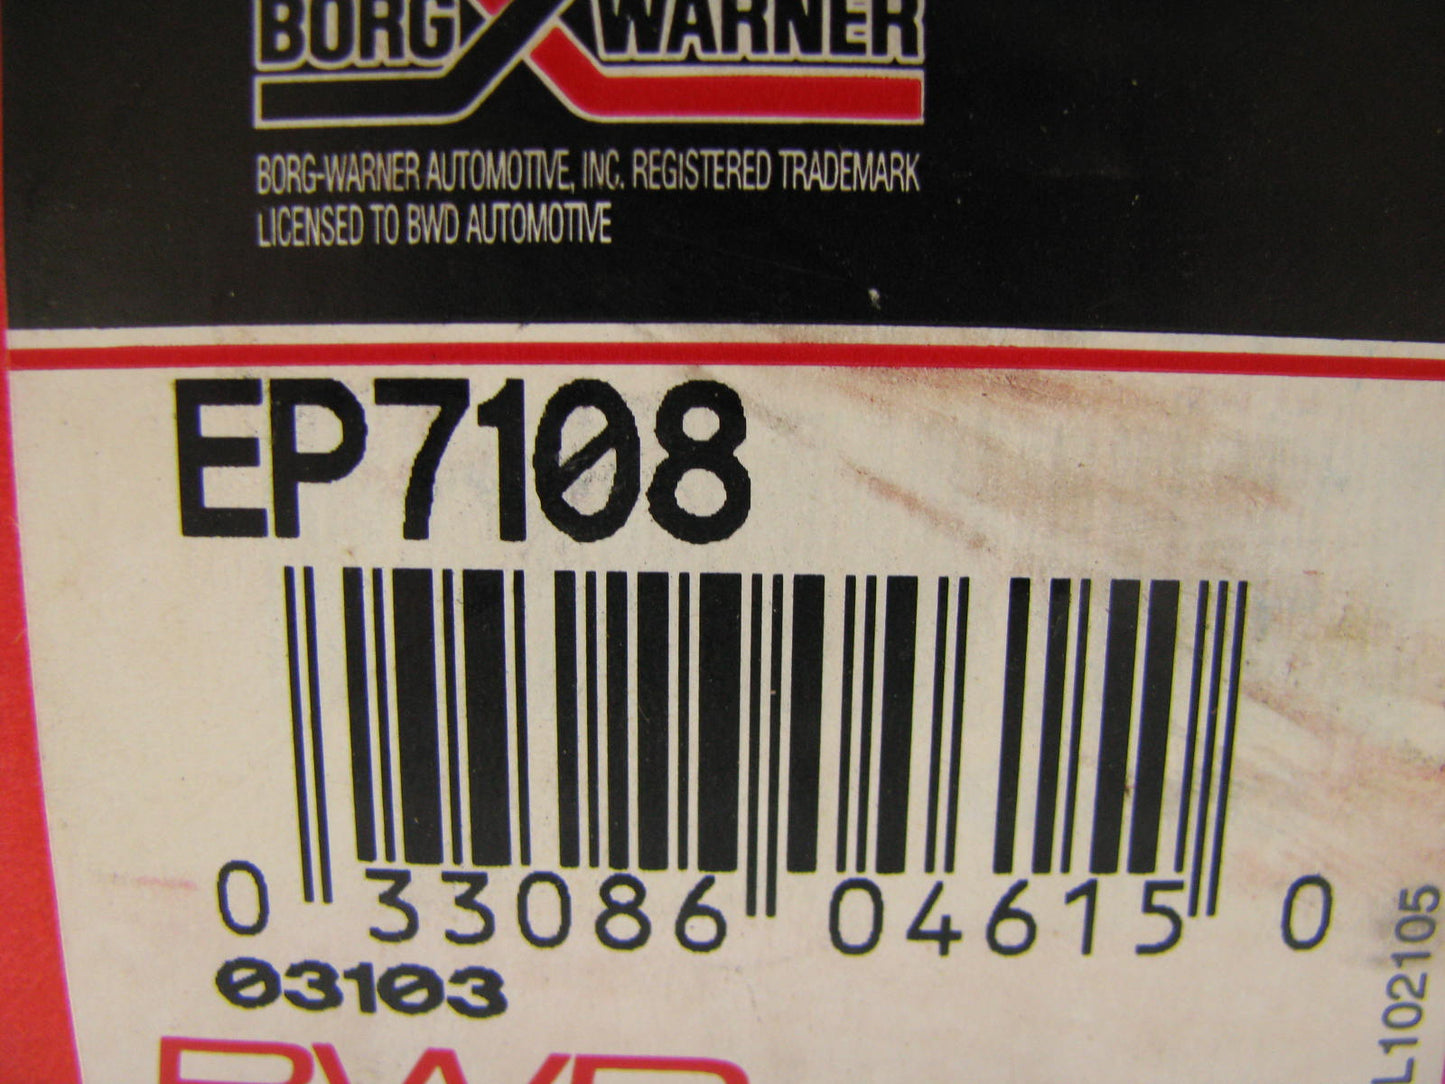 BORG WARNER
BORG-WARNER AUTOMOTIVE, INC. REGISTERED TRADEMARK
LICENSED TO BWD AUTOMOTIVE
EP7108
0 33086 04615 0
03103
BWD
L102105